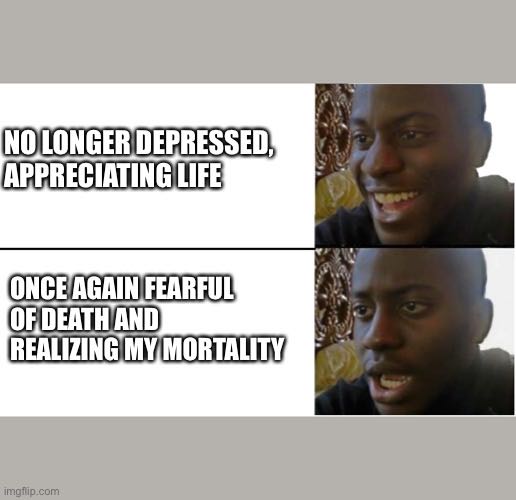 NO LONGER DEPRESSED,
APPRECIATING LIFE
ONCE AGAIN FEARFUL
OF DEATH AND
REALIZING MY MORTALITY
imgflip.com